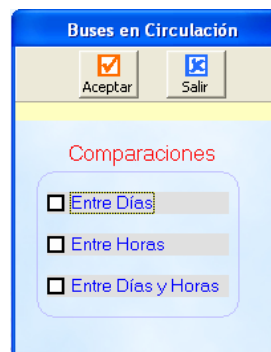 Buses en Circulación
Aceptar Salir
Comparaciones
Entre Días
Entre Horas
Entre Días y Horas